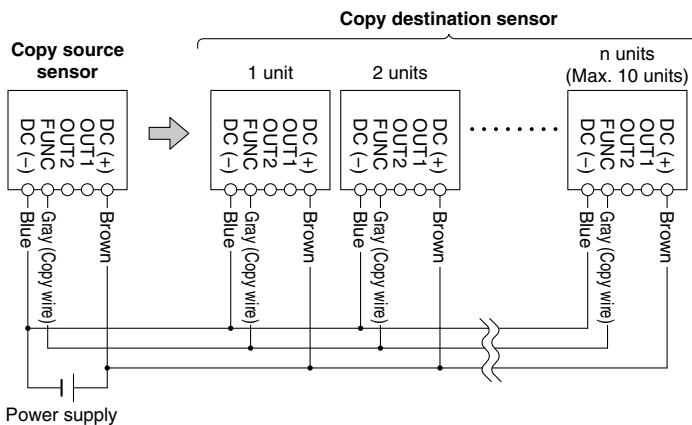 Copy destination sensor
Copy source
sensor
1 unit
2 units
n units
(Max. 10 units)
DC (–)
FUNC
OUT2
OUT1
DC (+)
DC (–)
FUNC
OUT2
OUT1
DC (+)
DC (–)
FUNC
OUT2
OUT1
DC (+)
DC (–)
FUNC
OUT2
OUT1
DC (+)
Blue
Gray (Copy wire)
Brown
Blue
Gray (Copy wire)
Brown
Blue
Gray (Copy wire)
Brown
Blue
Gray (Copy wire)
Brown
Power supply